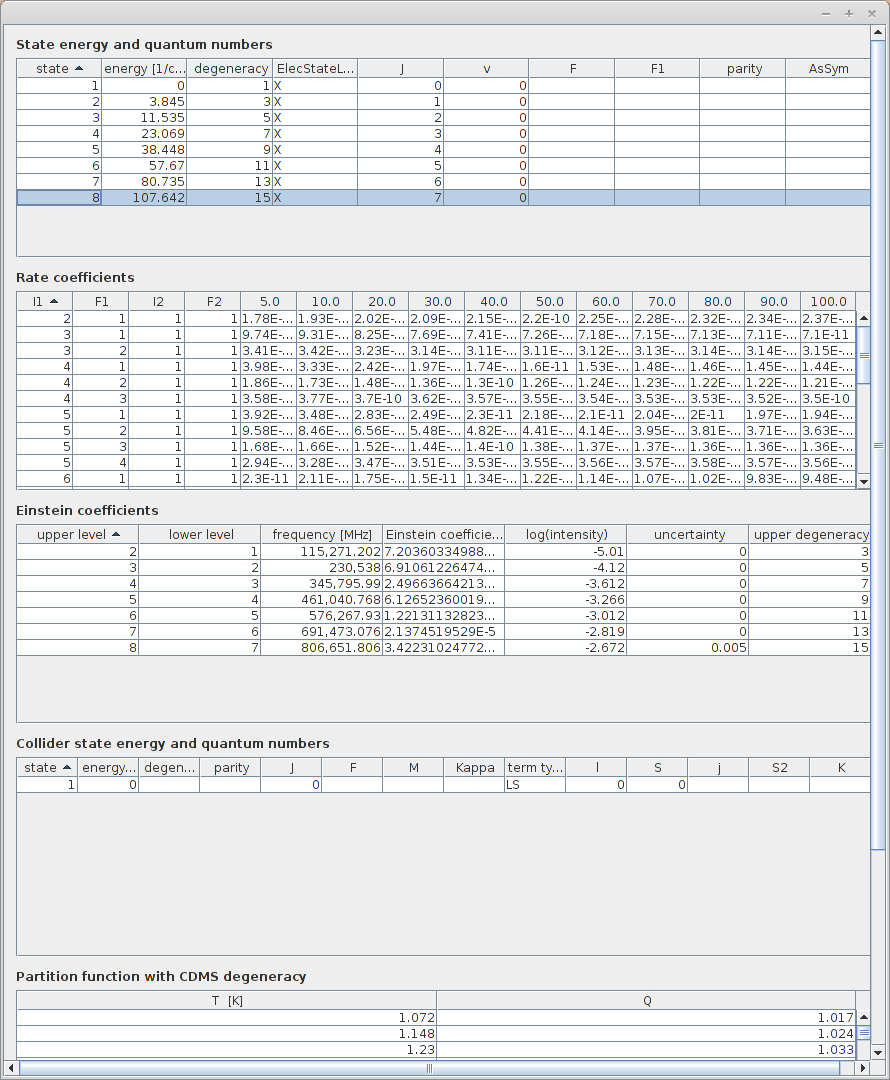 State energy and quantum numbers
state energy [1/c... degeneracy ElecStateL... J v F F1 parity AsSym
1 0 1 X 0 0
2 3.845 3 X 1 0
3 11.535 5 X 2 0
4 23.069 7 X 3 0
5 38.448 9 X 4 0
6 57.67 11 X 5 0
7 80.735 13 X 6 0
8 107.642 15 X 7 0
Rate coefficients
I1 F1 I2 F2 5.0 10.0 20.0 30.0 40.0 50.0 60.0 70.0 80.0 90.0 100.0
2 1 1 1 1.78E-... 1.93E-... 2.02E-... 2.09E-... 2.15E-... 2.2E-10 2.25E-... 2.28E-... 2.32E-... 2.34E-... 2.37E-...
3 1 1 1 9.74E-... 9.31E-... 8.25E-... 7.69E-... 7.41E-... 7.26E-... 7.18E-... 7.15E-... 7.13E-... 7.11E-... 7.1E-11
3 2 1 1 3.41E-... 3.42E-... 3.23E-... 3.14E-... 3.11E-... 3.11E-... 3.12E-... 3.13E-... 3.14E-... 3.14E-... 3.15E-...
4 1 1 1 3.98E-... 3.33E-... 2.42E-... 1.97E-... 1.74E-... 1.6E-11 1.53E-... 1.48E-... 1.46E-... 1.45E-... 1.44E-...
4 2 1 1 1.86E-... 1.73E-... 1.48E-... 1.36E-... 1.3E-10 1.26E-... 1.24E-... 1.23E-... 1.22E-... 1.22E-... 1.21E-...
4 3 1 1 3.58E-... 3.77E-... 3.7E-10 3.62E-... 3.57E-... 3.55E-... 3.54E-... 3.53E-... 3.53E-... 3.52E-... 3.5E-10
5 1 1 1 3.92E-... 3.48E-... 2.83E-... 2.49E-... 2.3E-11 2.18E-... 2.1E-11 2.04E-... 2E-11 1.97E-... 1.94E-...
5 2 1 1 9.58E-... 8.46E-... 6.56E-... 5.48E-... 4.82E-... 4.41E-... 4.14E-... 3.95E-... 3.81E-... 3.71E-... 3.63E-...
5 3 1 1 1.68E-... 1.66E-... 1.52E-... 1.44E-... 1.4E-10 1.38E-... 1.37E-... 1.37E-... 1.36E-... 1.36E-... 1.36E-...
5 4 1 1 2.94E-... 3.28E-... 3.47E-... 3.51E-... 3.53E-... 3.55E-... 3.56E-... 3.57E-... 3.58E-... 3.57E-... 3.56E-...
6 1 1 1 2.3E-11 2.11E-... 1.75E-... 1.5E-11 1.34E-... 1.22E-... 1.14E-... 1.07E-... 1.02E-... 9.83E-... 9.48E-...
Einstein coefficients
upper level lower level frequency [MHz] Einstein coefficie... log(intensity) uncertainty upper degeneracy
2 1 115,271.202 7.20360334988... -5.01 0 3
3 2 230,538 6.91061226474... -4.12 0 5
4 3 345,795.99 2.49663664213... -3.612 0 7
5 4 461,040.768 6.12652360019... -3.266 0 9
6 5 576,267.93 1.22131132823... -3.012 0 11
7 6 691,473.076 2.1374519529E-5 -2.819 0 13
8 7 806,651.806 3.42231024772... -2.672 0.005 15
Collider state energy and quantum numbers
state energy... degen... parity J F M Kappa term ty... l S j S2 K
1 0 0 LS 0 0
Partition function with CDMS degeneracy
T [K] Q
1.072 1.017
1.148 1.024
1.23 1.033